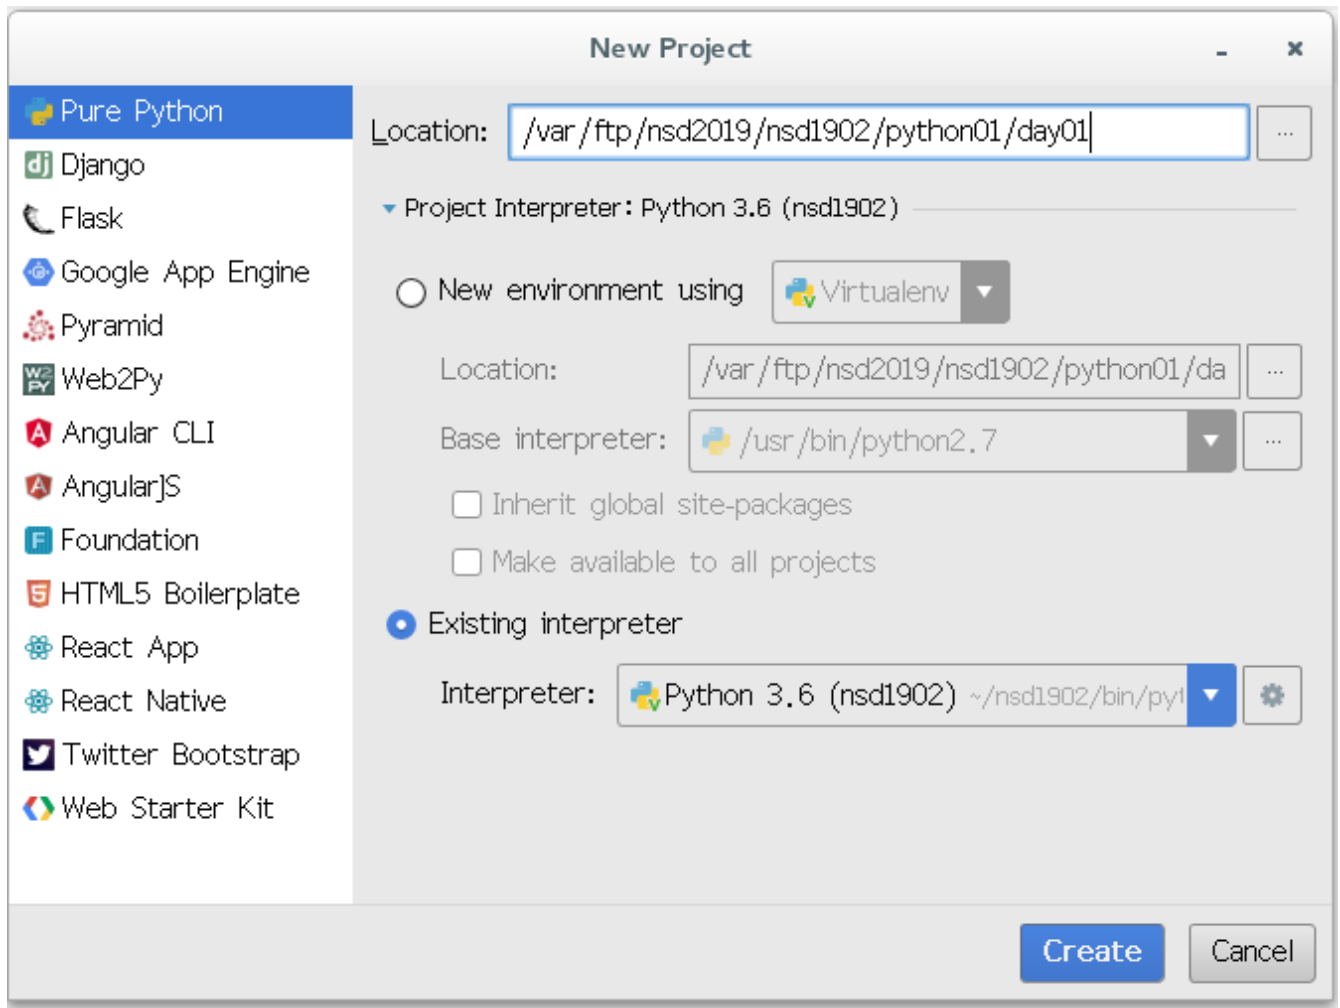 New Project
Pure Python
Django
Flask
Google App Engine
Pyramid
Web2Py
Angular CLI
AngularJS
Foundation
HTML5 Boilerplate
React App
React Native
Twitter Bootstrap
Web Starter Kit
Location: /var/ftp/nsd2019/nsd1902/python01/day01 ...
Project Interpreter: Python 3.6 (nsd1902)
New environment using Virtualenv
Location: /var/ftp/nsd2019/nsd1902/python01/da ...
Base interpreter: /usr/bin/python2.7 ...
Inherit global site-packages
Make available to all projects
Existing interpreter
Interpreter: Python 3.6 (nsd1902) ~/nsd1902/bin/pyt
Create Cancel